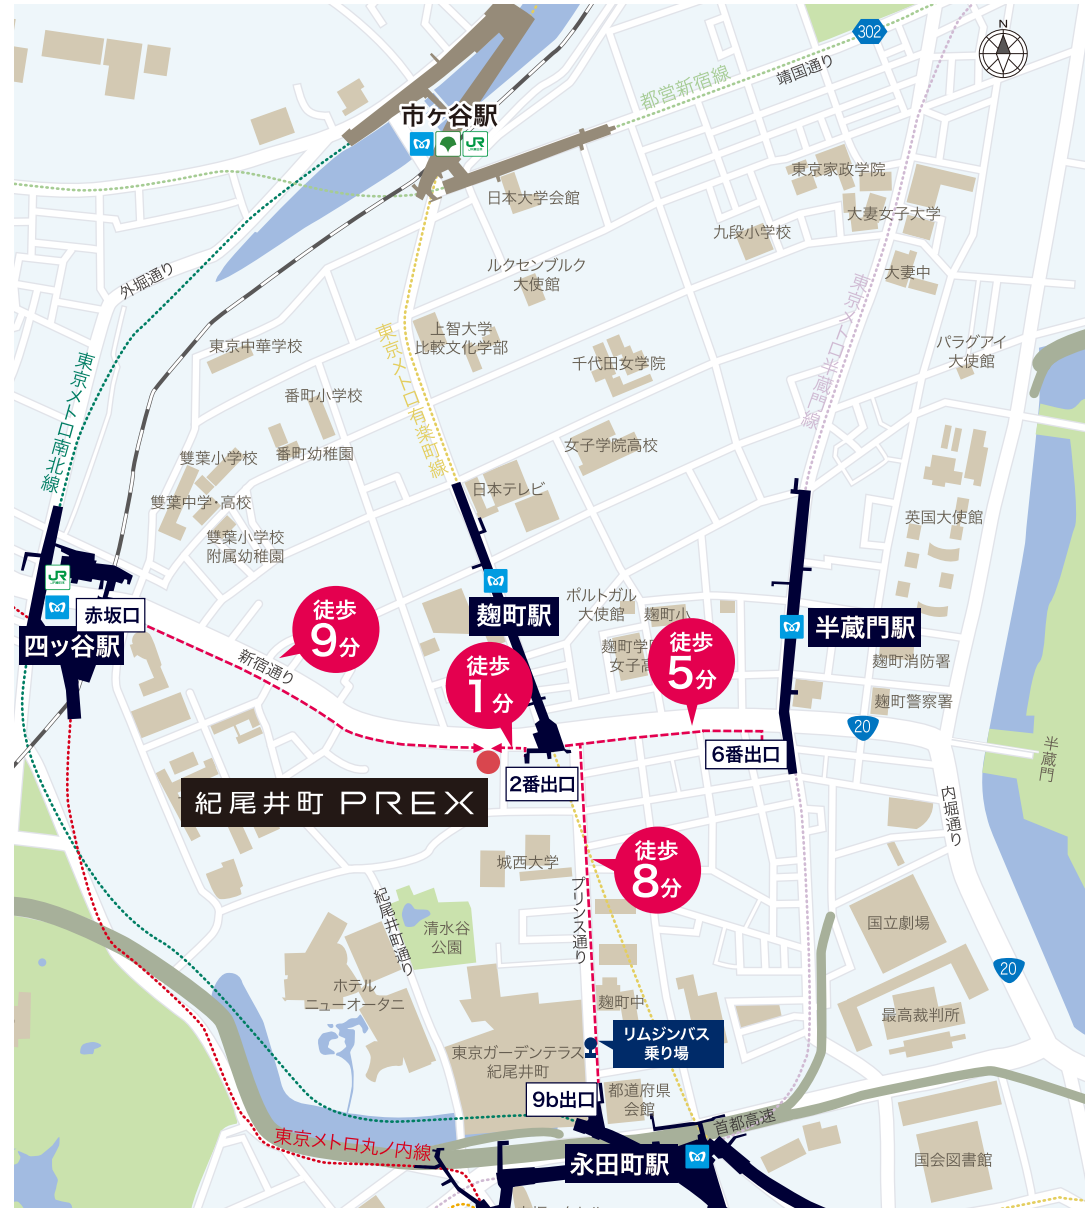 302
N
都営新宿線
靖国通り
市ヶ谷駅
JR
日本大学会館
東京家政学院
大妻女子大学
九段小学校
大妻中
ルクセンブルク
大使館
外堀通り
上智大学
比較文化学部
東京中華学校
東京メトロ半蔵門線
パラグアイ
大使館
千代田女学院
番町小学校
東京メトロ南北線
東京メトロ有楽町線
女子学院高校
番町幼稚園
雙葉小学校
日本テレビ
雙葉中学・高校
英国大使館
雙葉小学校
附属幼稚園
JR
赤坂口
四ッ谷駅
徒歩
9分
新宿通り
麹町駅
ポルトガル
大使館
麹町小
麹町学
女子高
徒歩
1分
徒歩
5分
半蔵門駅
麹町消防署
麹町警察署
20
6番出口
2番出口
半蔵門
内堀通り
紀尾井町 PREX
城西大学
徒歩
8分
プリンス通り
紀尾井町通り
清水谷
公園
国立劇場
20
ホテル
ニューオータニ
麹町中
最高裁判所
リムジンバス
乗り場
東京ガーデンテラス
紀尾井町
9b出口
都道府県
会館
首都高速
東京メトロ丸ノ内線
永田町駅
国会図書館